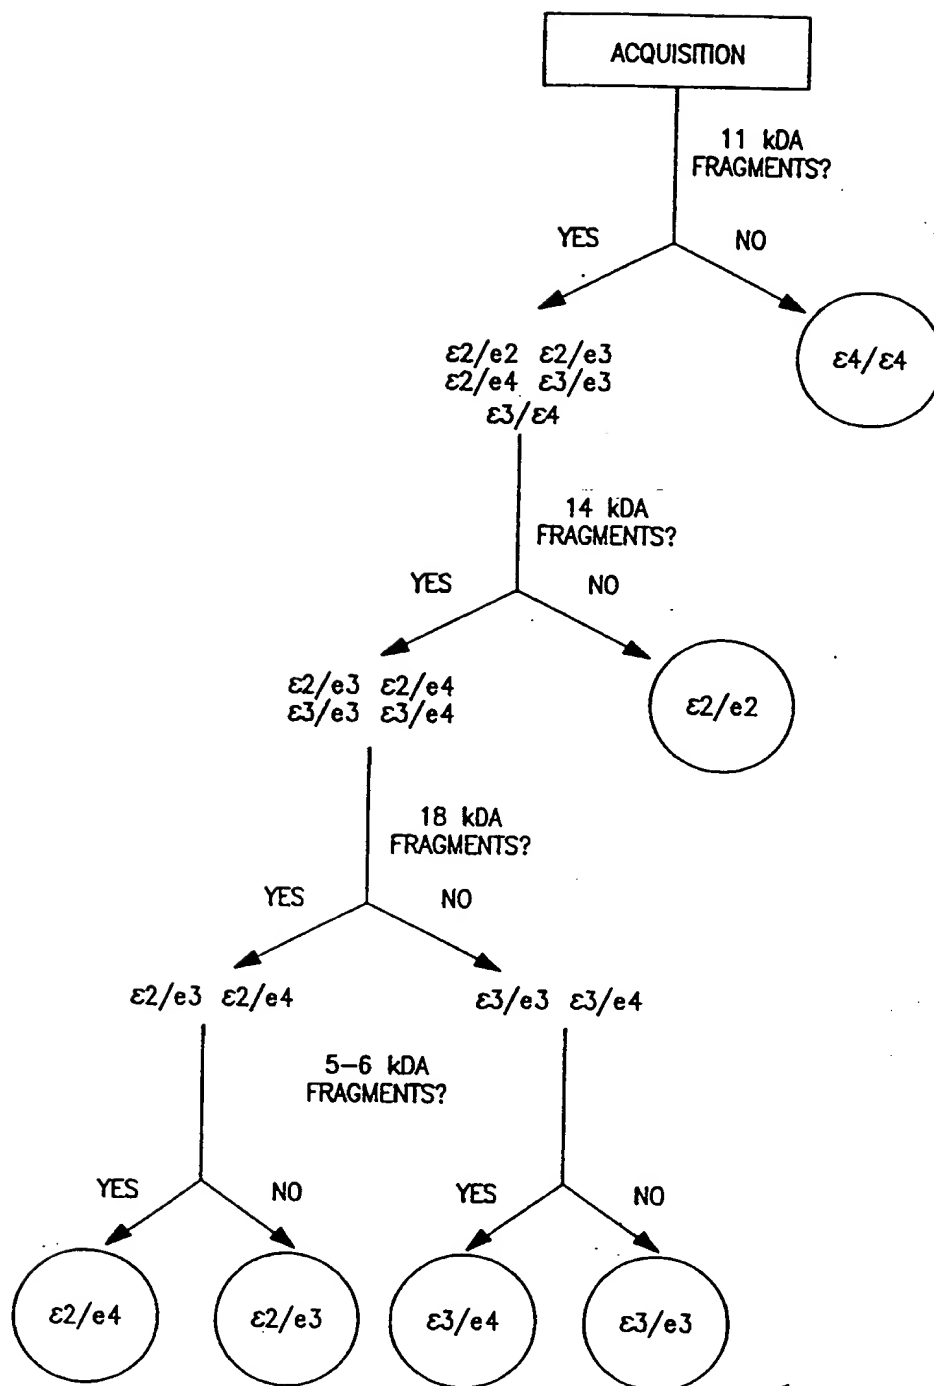 ACQUISITION
11 kDA
FRAGMENTS?
YES NO
ε4/ε4
ε2/e2 ε2/e3
ε2/e4 ε3/e3
ε3/ε4
14 kDA
FRAGMENTS?
YES NO
ε2/e3 ε2/e4
ε3/e3 ε3/e4
ε2/e2
18 kDA
FRAGMENTS?
YES NO
ε2/e3 ε2/e4
ε3/e3 ε3/e4
5-6 kDA
FRAGMENTS?
YES NO YES NO
ε2/e4 ε2/e3 ε3/e4 ε3/e3